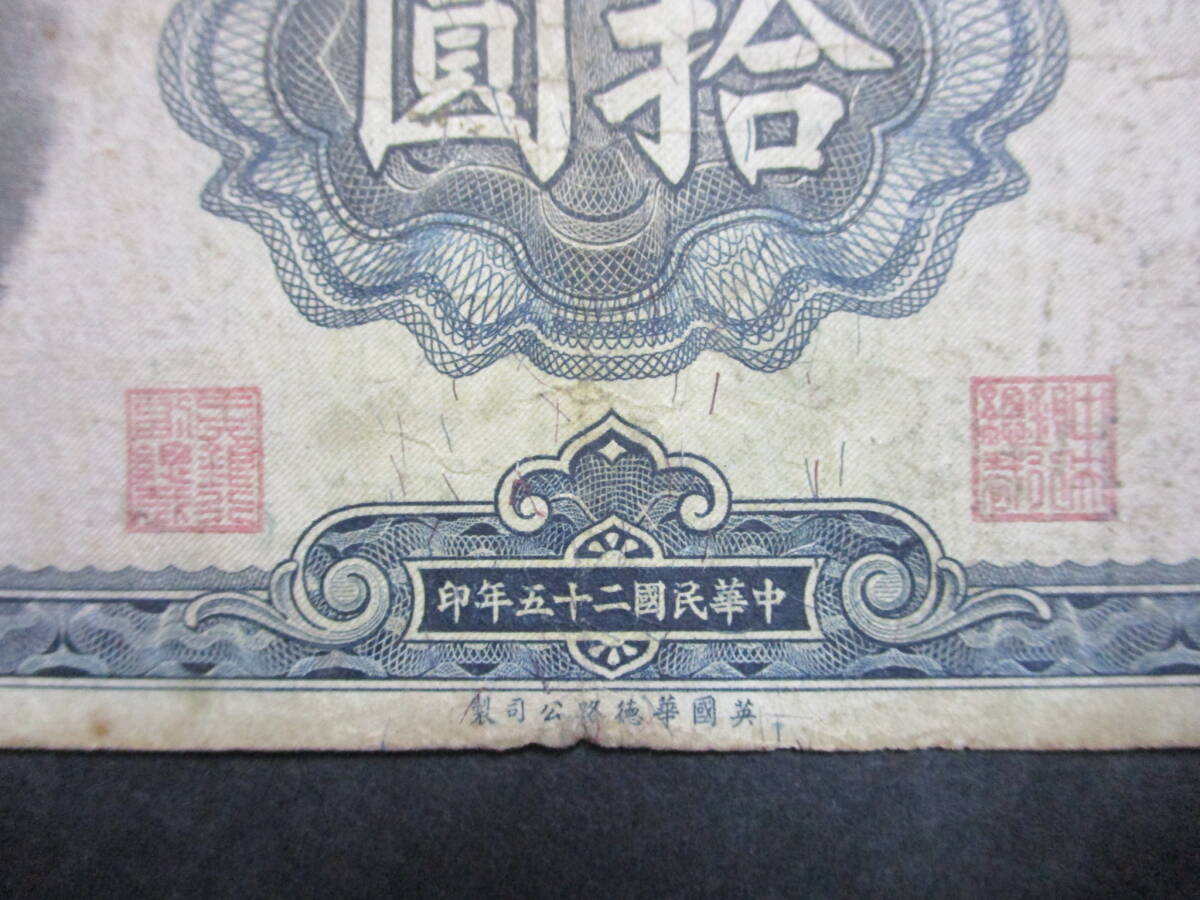 拾圓
中華民國二十五年印
英國華德路公司製